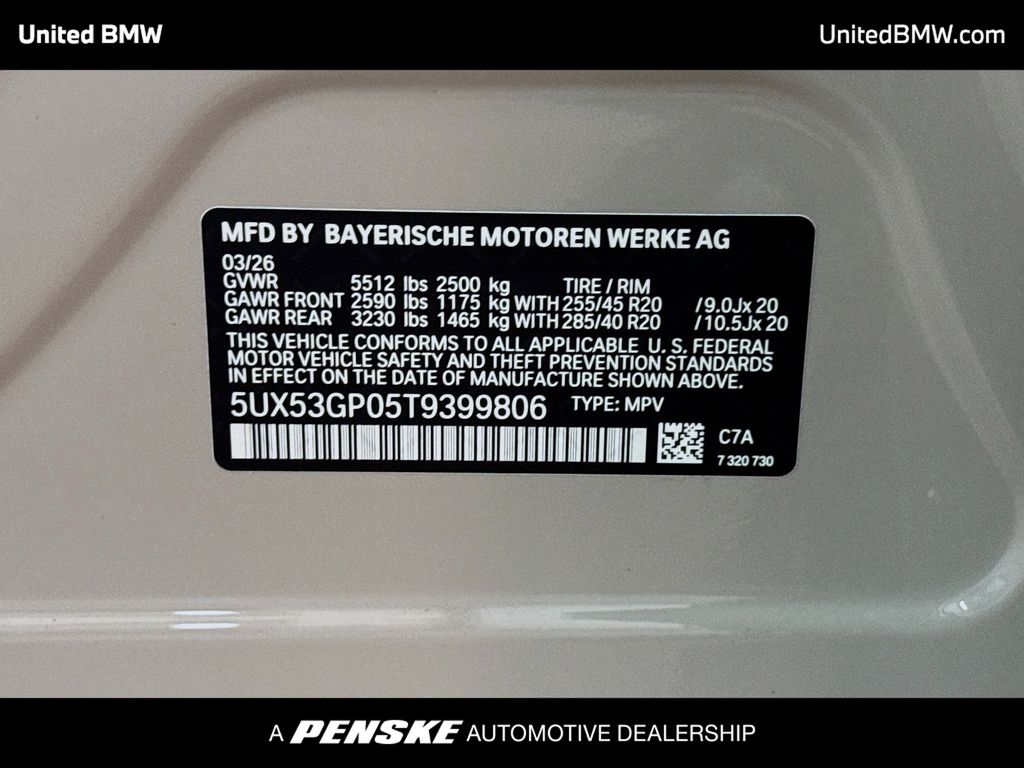 United BMW
UnitedBMW.com
MFD BY BAYERISCHE MOTOREN WERKE AG
03/26
GVWR 5512 lbs 2500 kg TIRE / RIM
GAWR FRONT 2590 lbs 1175 kg WITH 255/45 R20 /9.0Jx 20
GAWR REAR 3230 lbs 1465 kg WITH 285/40 R20 /10.5Jx 20
THIS VEHICLE CONFORMS TO ALL APPLICABLE U. S. FEDERAL
MOTOR VEHICLE SAFETY AND THEFT PREVENTION STANDARDS
IN EFFECT ON THE DATE OF MANUFACTURE SHOWN ABOVE.
5UX53GP05T9399806 TYPE: MPV
C7A
7 320 730
A PENSKE AUTOMOTIVE DEALERSHIP